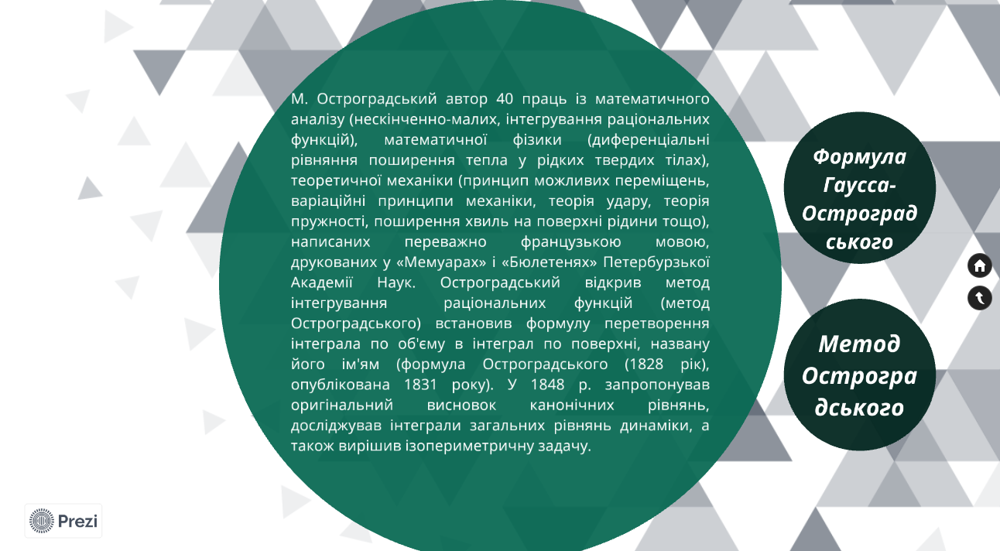 М. Остроградський автор 40 праць із математичного
аналізу (нескінченно-малих, інтегрування раціональних
функцій), математичної фізики (диференціальні
рівняння поширення тепла у рідких твердих тілах),
теоретичної механіки (принцип можливих переміщень,
варіаційні принципи механіки, теорія удару, теорія
пружності, поширення хвиль на поверхні рідини тощо),
написаних переважно французькою мовою,
друкованих у «Мемуарах» і «Бюлетенях» Петербурзької
Академії Наук. Остроградський відкрив метод
інтегрування раціональних функцій (метод
Остроградського) встановив формулу перетворення
інтеграла по об'єму в інтеграл по поверхні, названу
його ім'ям (формула Остроградського (1828 рік),
опублікована 1831 року). У 1848 р. запропонував
оригінальний висновок канонічних рівнянь,
досліджував інтеграли загальних рівнянь динаміки, а
також вирішив ізопериметричну задачу.
Формула
Гаусса-
Остроград
ського
Метод
Острогра
дського
Prezi